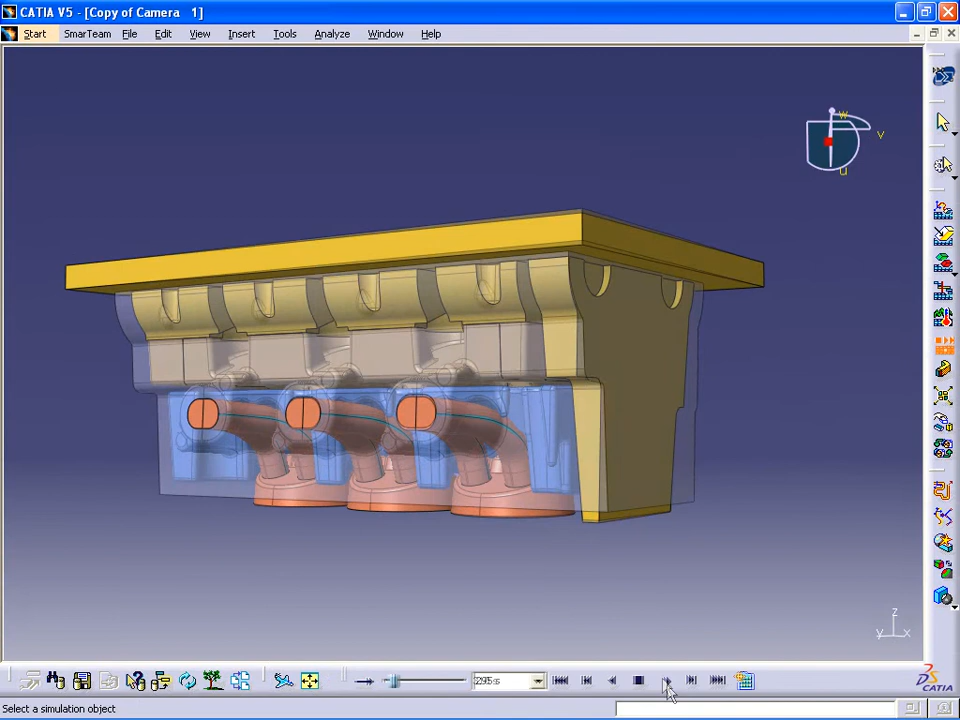 CATIA V5 - [Copy of Camera 1]
Start SmarTeam File Edit View Insert Tools Analyze Window Help
w
v
u
z
y x
CATIA
Select a simulation object